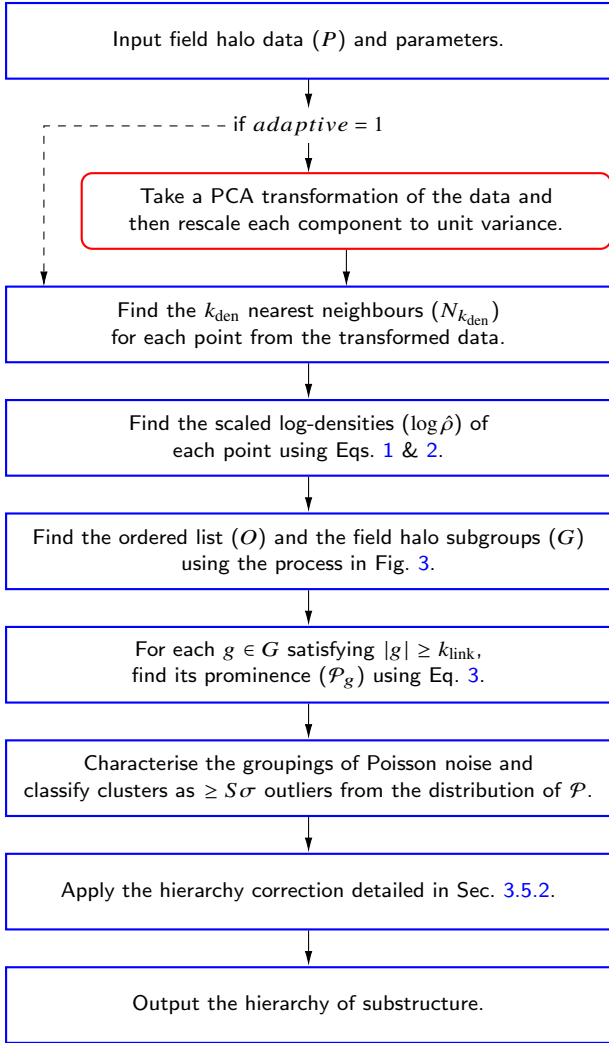 Input field halo data (P) and parameters.
if adaptive = 1
Take a PCA transformation of the data and
then rescale each component to unit variance.
Find the k_den nearest neighbours (N_{k_den})
for each point from the transformed data.
Find the scaled log-densities (log ρ̂) of
each point using Eqs. 1 & 2.
Find the ordered list (O) and the field halo subgroups (G)
using the process in Fig. 3.
For each g ∈ G satisfying |g| ≥ k_link,
find its prominence (𝒫_g) using Eq. 3.
Characterise the groupings of Poisson noise and
classify clusters as ≥ Sσ outliers from the distribution of 𝒫.
Apply the hierarchy correction detailed in Sec. 3.5.2.
Output the hierarchy of substructure.